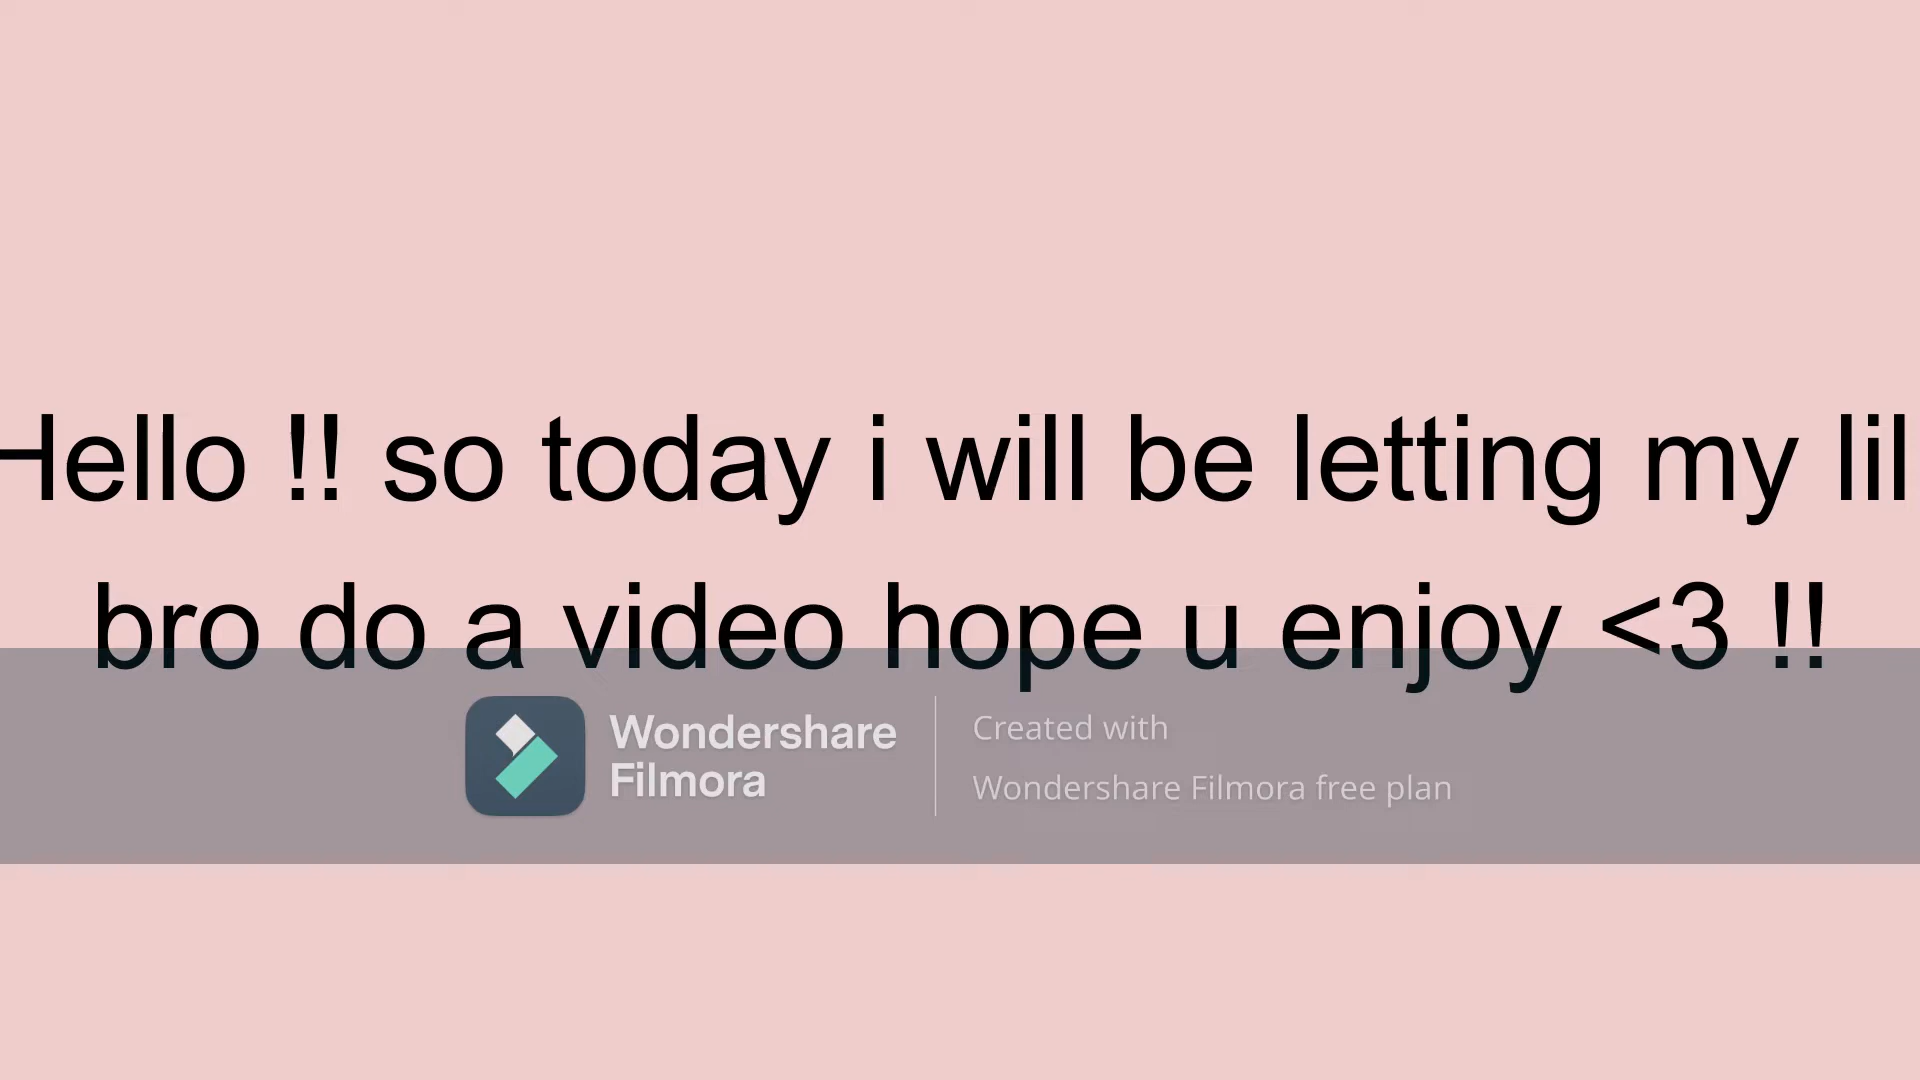 Hello !! so today i will be letting my lil
bro do a video hope u enjoy <3 !!
Wondershare
Filmora
Created with
Wondershare Filmora free plan